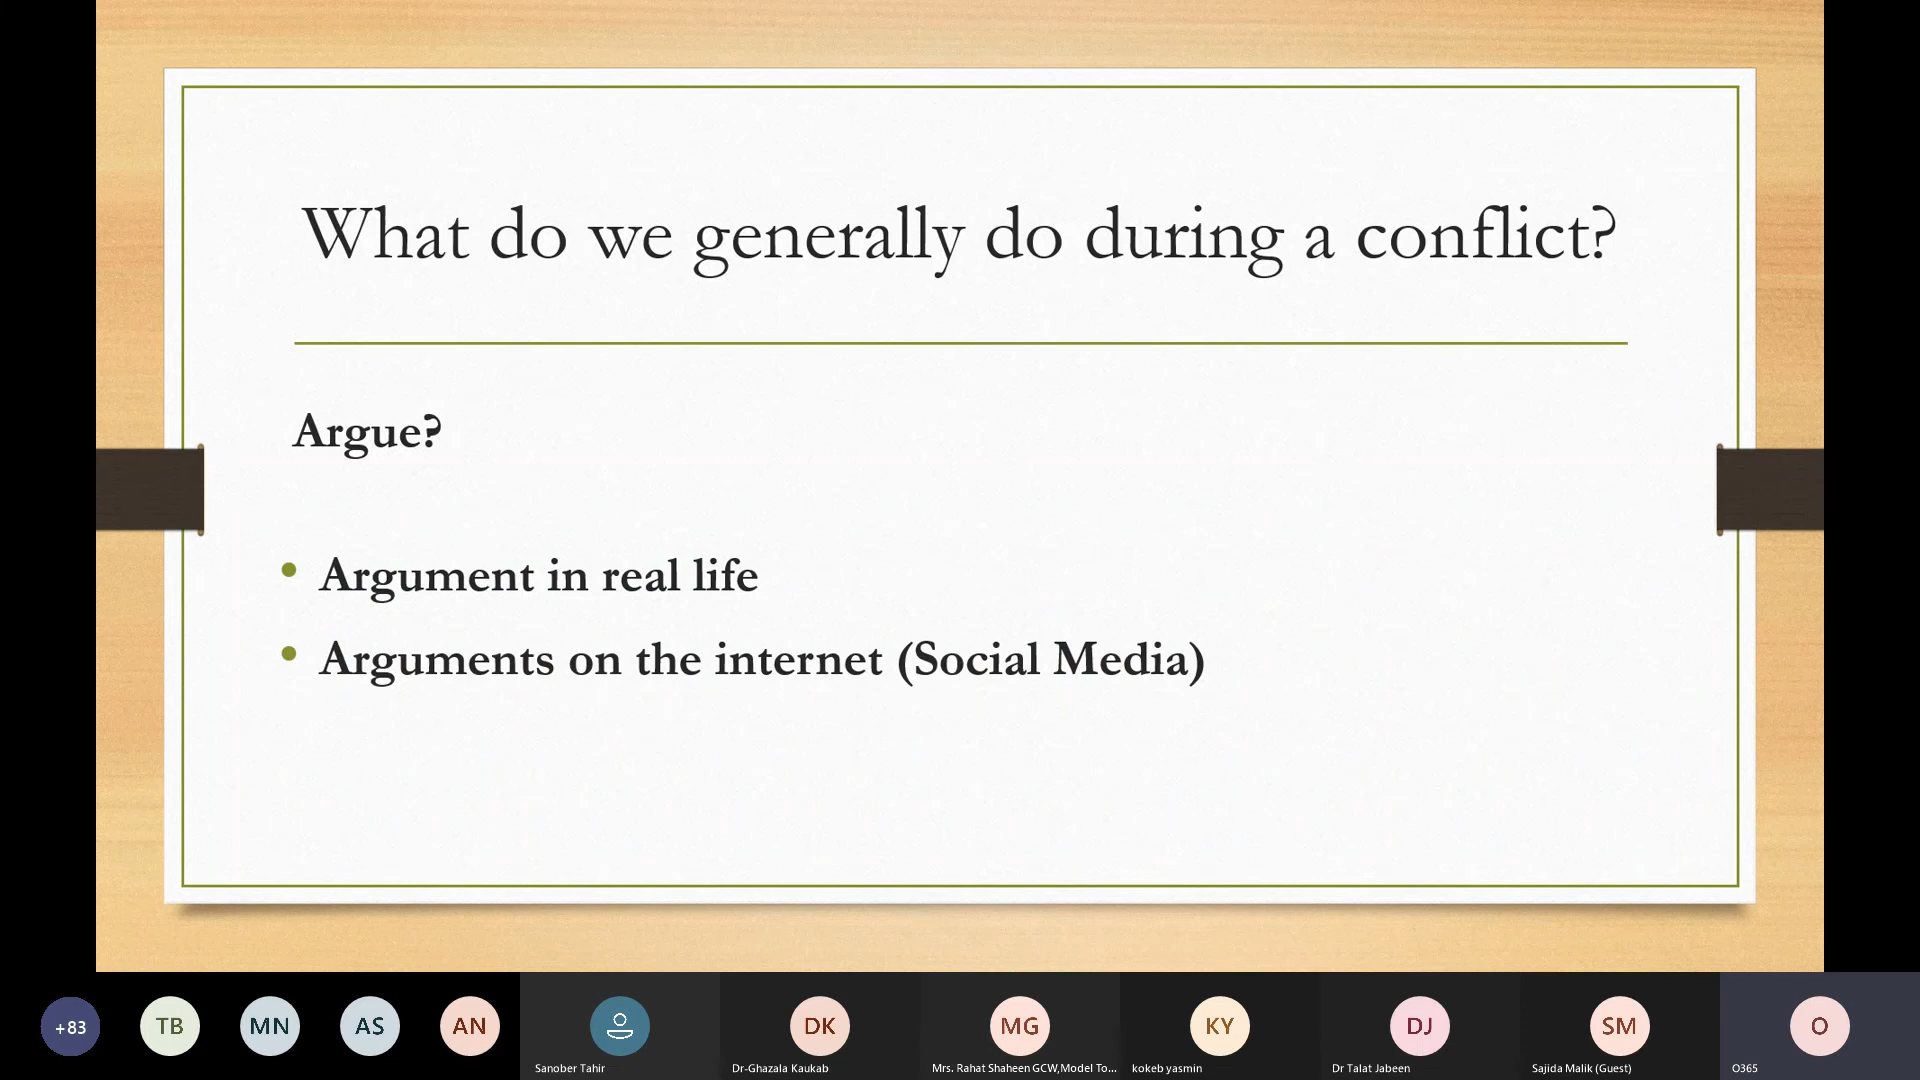 What do we generally do during a conflict?
Argue?
Argument in real life
Arguments on the internet (Social Media)
+83
TB
MN
AS
AN
DK
MG
KY
DJ
SM
O
Sanober Tahir
Dr-Ghazala Kaukab
Mrs. Rahat Shaheen GCW,Model To...
kokeb yasmin
Dr Talat Jabeen
Sajida Malik (Guest)
O365